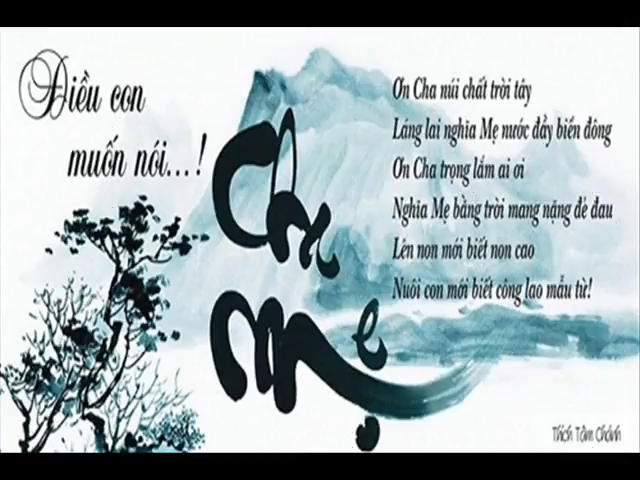 Điều con
muốn nói...!
Cha
Mẹ
Ơn Cha núi chất trời tây
Láng lai nghĩa Mẹ nước đầy biển đông
Ơn Cha trọng lắm ai ơi
Nghĩa Mẹ bằng trời mang nặng đẻ đau
Lên non mới biết non cao
Nuôi con mới biết công lao mẫu từ!
Thích Tâm Chánh